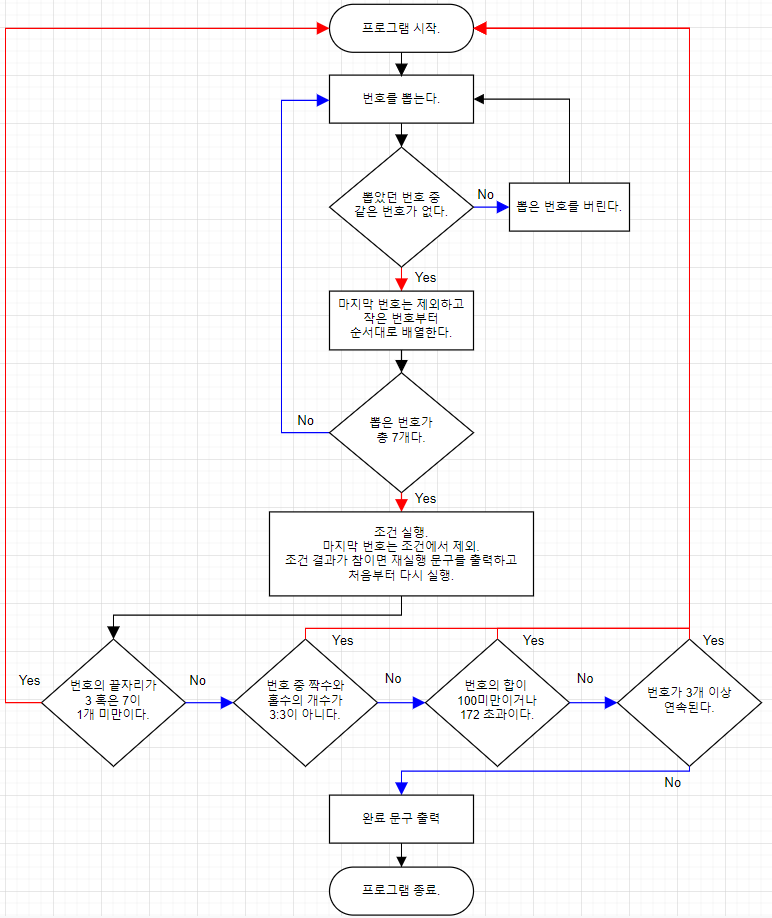 프로그램 시작.
번호를 뽑는다.
뽑았던 번호 중
같은 번호가 없다.
No
뽑은 번호를 버린다.
Yes
마지막 번호는 제외하고
작은 번호부터
순서대로 배열한다.
No
뽑은 번호가
총 7개다.
Yes
조건 실행.
마지막 번호는 조건에서 제외.
조건 결과가 참이면 재실행 문구를 출력하고
처음부터 다시 실행.
Yes
번호의 끝자리가
3 혹은 7이
1개 미만이다.
No
Yes
번호 중 짝수와
홀수의 개수가
3:3이 아니다.
No
Yes
번호의 합이
100미만이거나
172 초과이다.
No
Yes
번호가 3개 이상
연속된다.
No
완료 문구 출력
프로그램 종료.